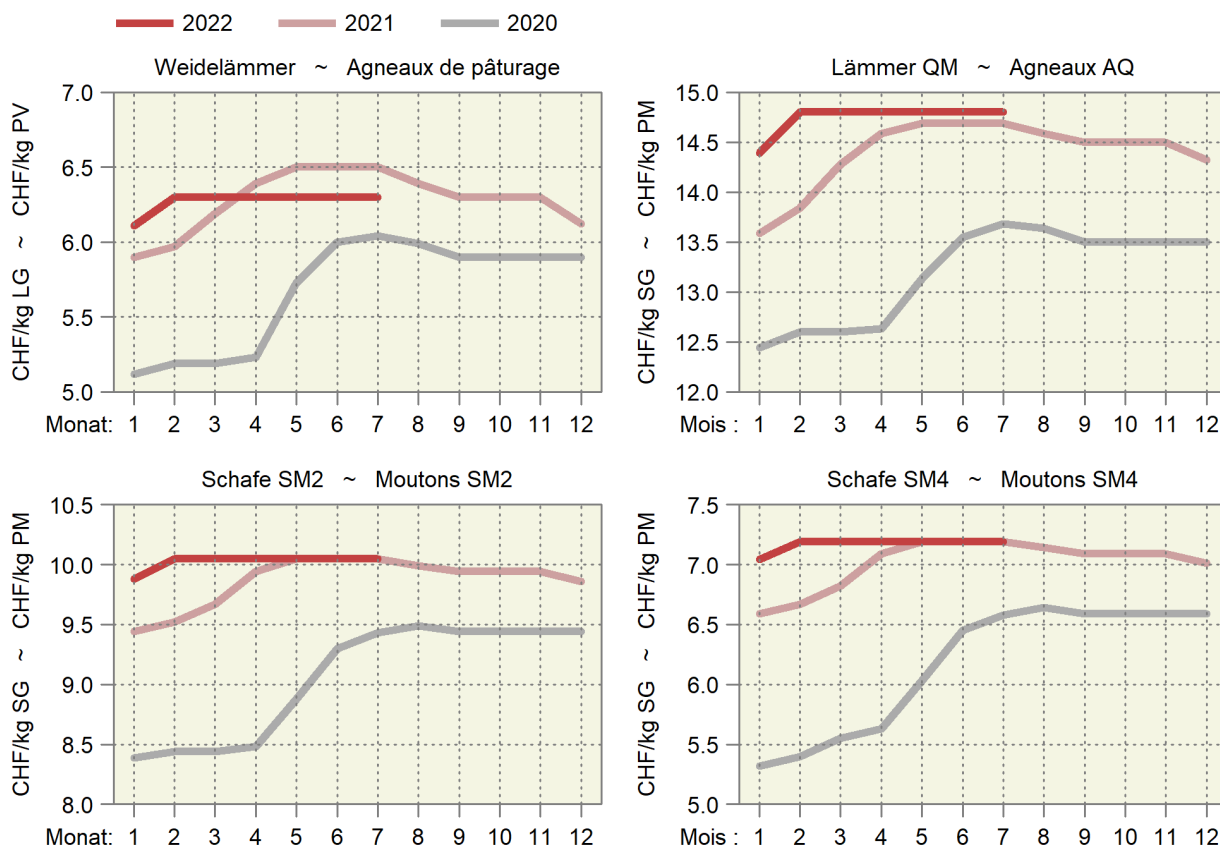 2022 2021 2020
Weidelämmer ~ Agneaux de pâturage
CHF/kg LG ~ CHF/kg PV
7.0
6.5
6.0
5.5
5.0
Monat: 1 2 3 4 5 6 7 8 9 10 11 12
Lämmer QM ~ Agneaux AQ
CHF/kg SG ~ CHF/kg PM
15.0
14.5
14.0
13.5
13.0
12.5
12.0
Mois : 1 2 3 4 5 6 7 8 9 10 11 12
Schafe SM2 ~ Moutons SM2
CHF/kg SG ~ CHF/kg PM
10.5
10.0
9.5
9.0
8.5
8.0
Monat: 1 2 3 4 5 6 7 8 9 10 11 12
Schafe SM4 ~ Moutons SM4
CHF/kg SG ~ CHF/kg PM
7.5
7.0
6.5
6.0
5.5
5.0
Mois : 1 2 3 4 5 6 7 8 9 10 11 12